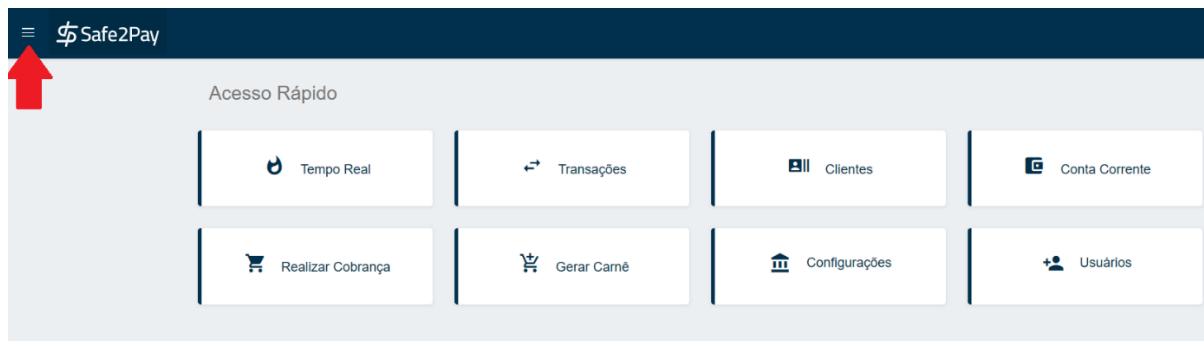 Safe2Pay
Acesso Rápido
Tempo Real
Transações
Clientes
Conta Corrente
Realizar Cobrança
Gerar Carnê
Configurações
Usuários